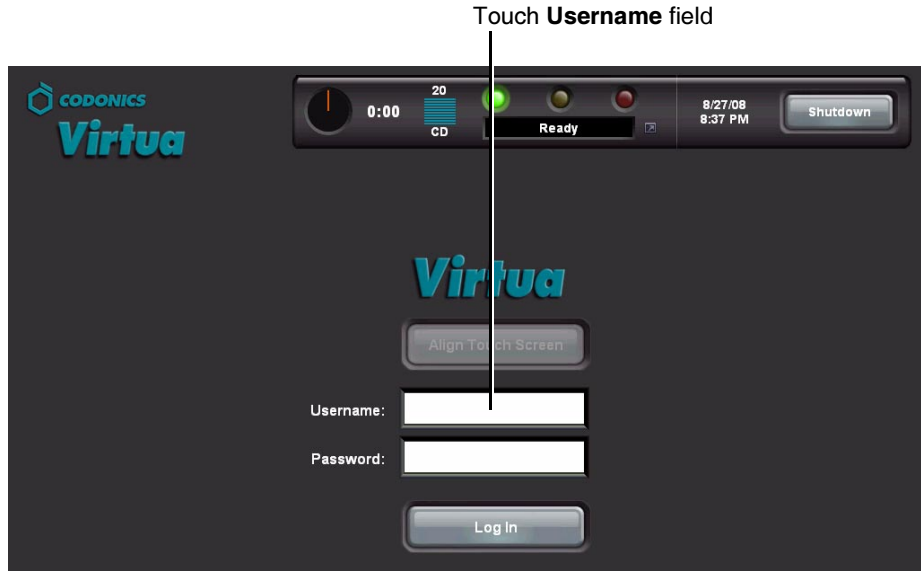 Touch Username field
CODONICS
Virtua
0:00
20
CD
Ready
8/27/08
8:37 PM
Shutdown
Virtua
Align Touch Screen
Username:
Password:
Log In